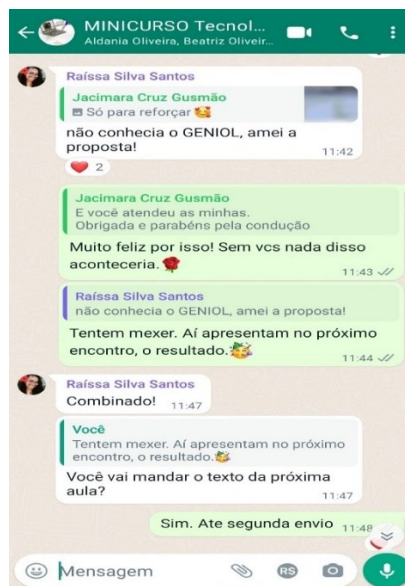 MINICURSO Tecnol...
Aldania Oliveira, Beatriz Oliveir...
Raíssa Silva Santos
Jacimara Cruz Gusmão
Só para reforçar 🥰
não conhecia o GENIOL, amei a
proposta!
11:42
❤️ 2
Jacimara Cruz Gusmão
E você atendeu as minhas.
Obrigada e parabéns pela condução
Muito feliz por isso! Sem vcs nada disso
aconteceria.🌹
11:43
Raíssa Silva Santos
não conhecia o GENIOL, amei a proposta!
Tentem mexer. Aí apresentam no próximo
encontro, o resultado.🥳
11:44
Raíssa Silva Santos
Combinado! 11:47
Você
Tentem mexer. Aí apresentam no próximo
encontro, o resultado.🥳
Você vai mandar o texto da próxima
aula?
11:47
Sim. Ate segunda envio 11:48
Mensagem
R$